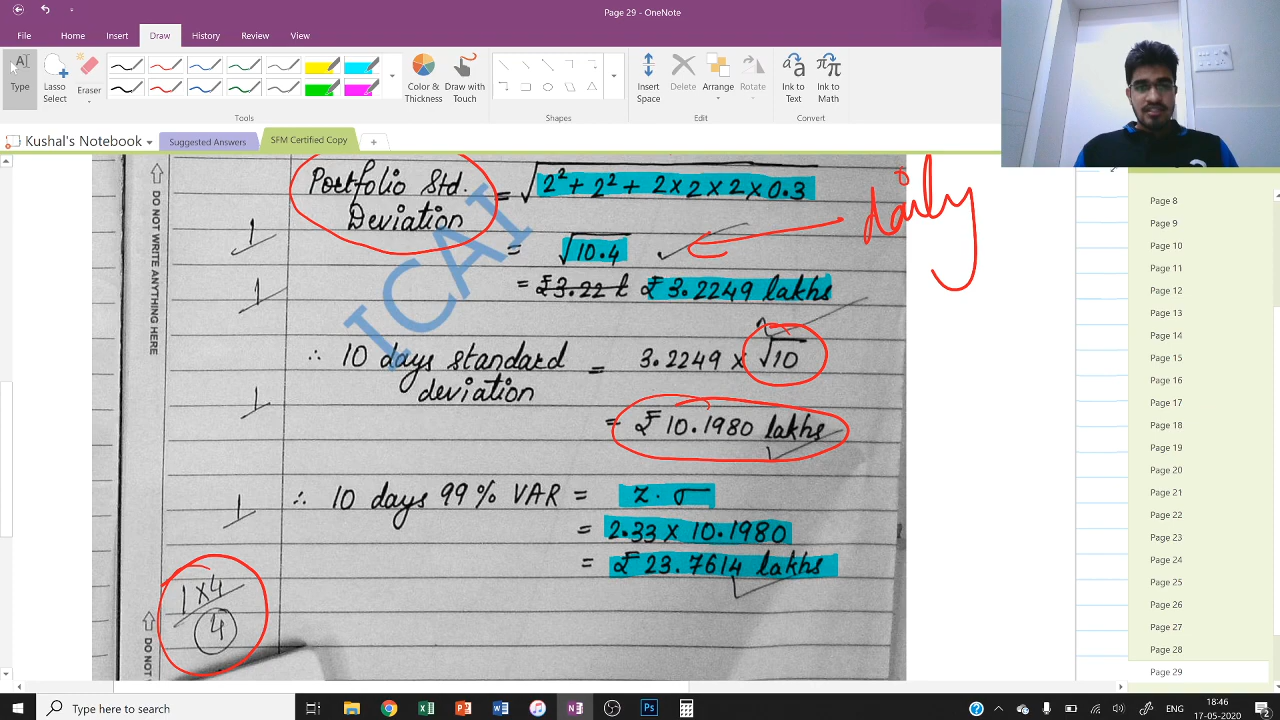 Page 29 - OneNote
File Home Insert Draw History Review View
Type
Lasso Select
Eraser
Color & Thickness
Draw with Touch
Insert Space
Delete
Arrange
Rotate
Ink to Text
Ink to Math
Tools
Shapes
Edit
Convert
Kushal's Notebook
Suggested Answers
SFM Certified Copy
DO NOT WRITE ANYTHING HERE
Portfolio Std. Deviation = √2² + 2² + 2 × 2 × 2 × 0.3
daily
1
= √10.4
1
= ₹ 3.22 l ₹ 3.2249 lakhs
∴ 10 days standard deviation = 3.2249 × √10
1
= ₹ 10.1980 lakhs
1
∴ 10 days 99 % VAR = z . σ
= 2.33 × 10.1980
= ₹ 23.7614 lakhs
1 × 4
4
ICAI
DO NOT
Page 8
Page 9
Page 10
Page 11
Page 12
Page 13
Page 14
Page 15
Page 16
Page 17
Page 18
Page 19
Page 20
Page 21
Page 22
Page 23
Page 24
Page 25
Page 26
Page 27
Page 28
Page 29
Type here to search
18:46
17-05-2020